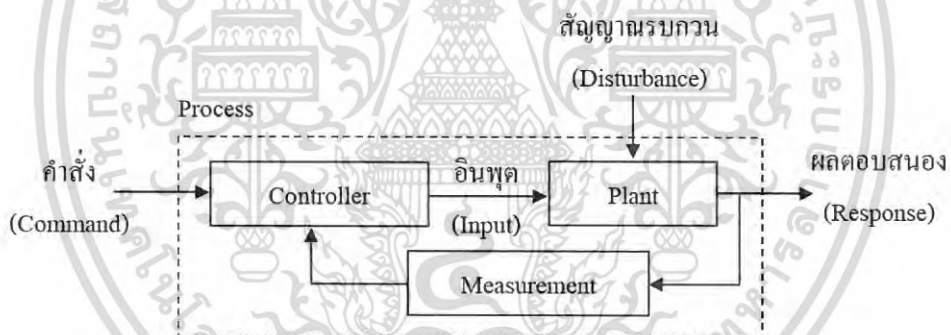 สัญญาณรบกวน
(Disturbance)
Process
คำสั่ง
(Command)
Controller
อินพุต
(Input)
Plant
ผลตอบสนอง
(Response)
Measurement